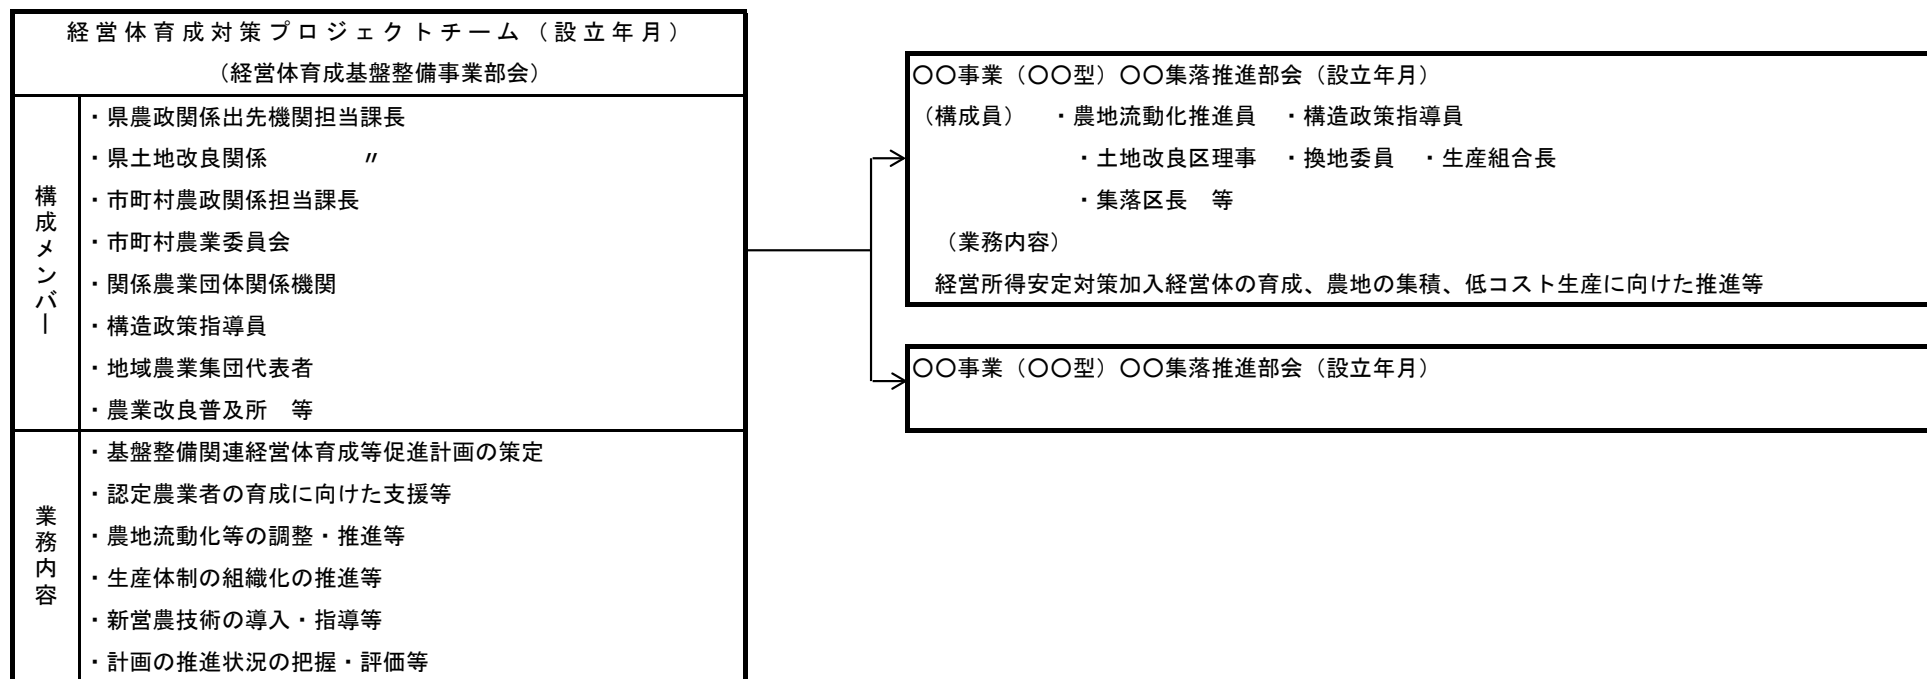 経営体育成対策プロジェクトチーム（設立年月）
（経営体育成基盤整備事業部会）
構成メンバー
・県農政関係出先機関担当課長
・県土地改良関係　　　　〃
・市町村農政関係担当課長
・市町村農業委員会
・関係農業団体関係機関
・構造政策指導員
・地域農業集団代表者
・農業改良普及所　等
業務内容
・基盤整備関連経営体育成等促進計画の策定
・認定農業者の育成に向けた支援等
・農地流動化等の調整・推進等
・生産体制の組織化の推進等
・新営農技術の導入・指導等
・計画の推進状況の把握・評価等
〇〇事業（〇〇型）〇〇集落推進部会（設立年月）
（構成員）　・農地流動化推進員　・構造政策指導員
・土地改良区理事　・換地委員　・生産組合長
・集落区長　等
（業務内容）
経営所得安定対策加入経営体の育成、農地の集積、低コスト生産に向けた推進等
〇〇事業（〇〇型）〇〇集落推進部会（設立年月）